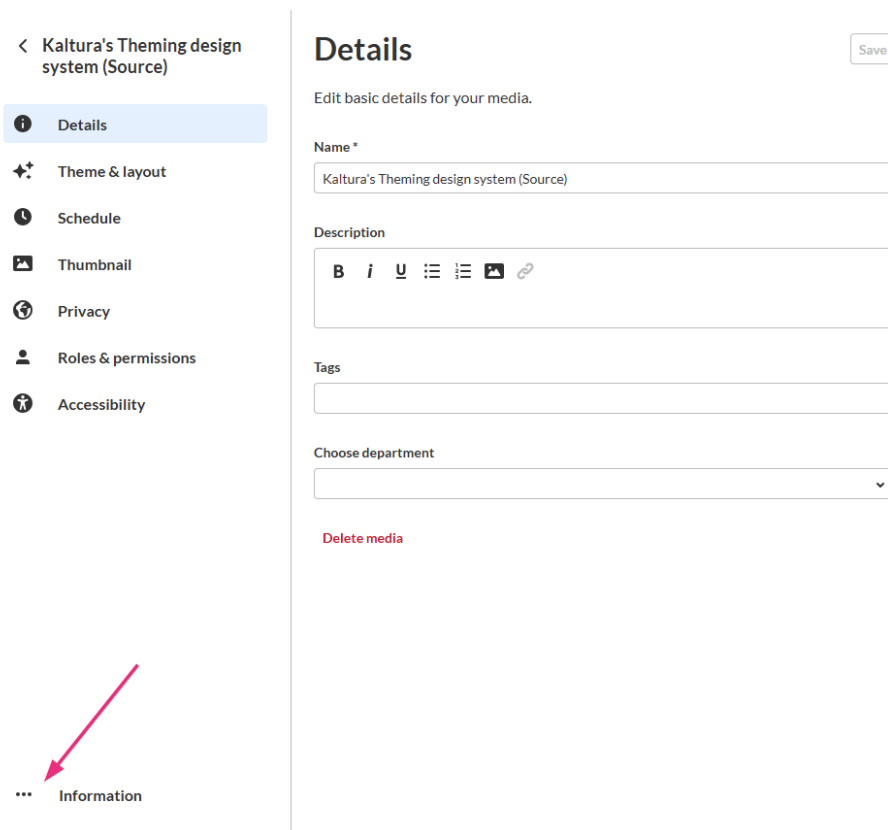 Kaltura's Theming design
system (Source)
Details
Theme & layout
Schedule
Thumbnail
Privacy
Roles & permissions
Accessibility
Information
Details
Save
Edit basic details for your media.
Name *
Kaltura's Theming design system (Source)
Description
B i U
Tags
Choose department
Delete media